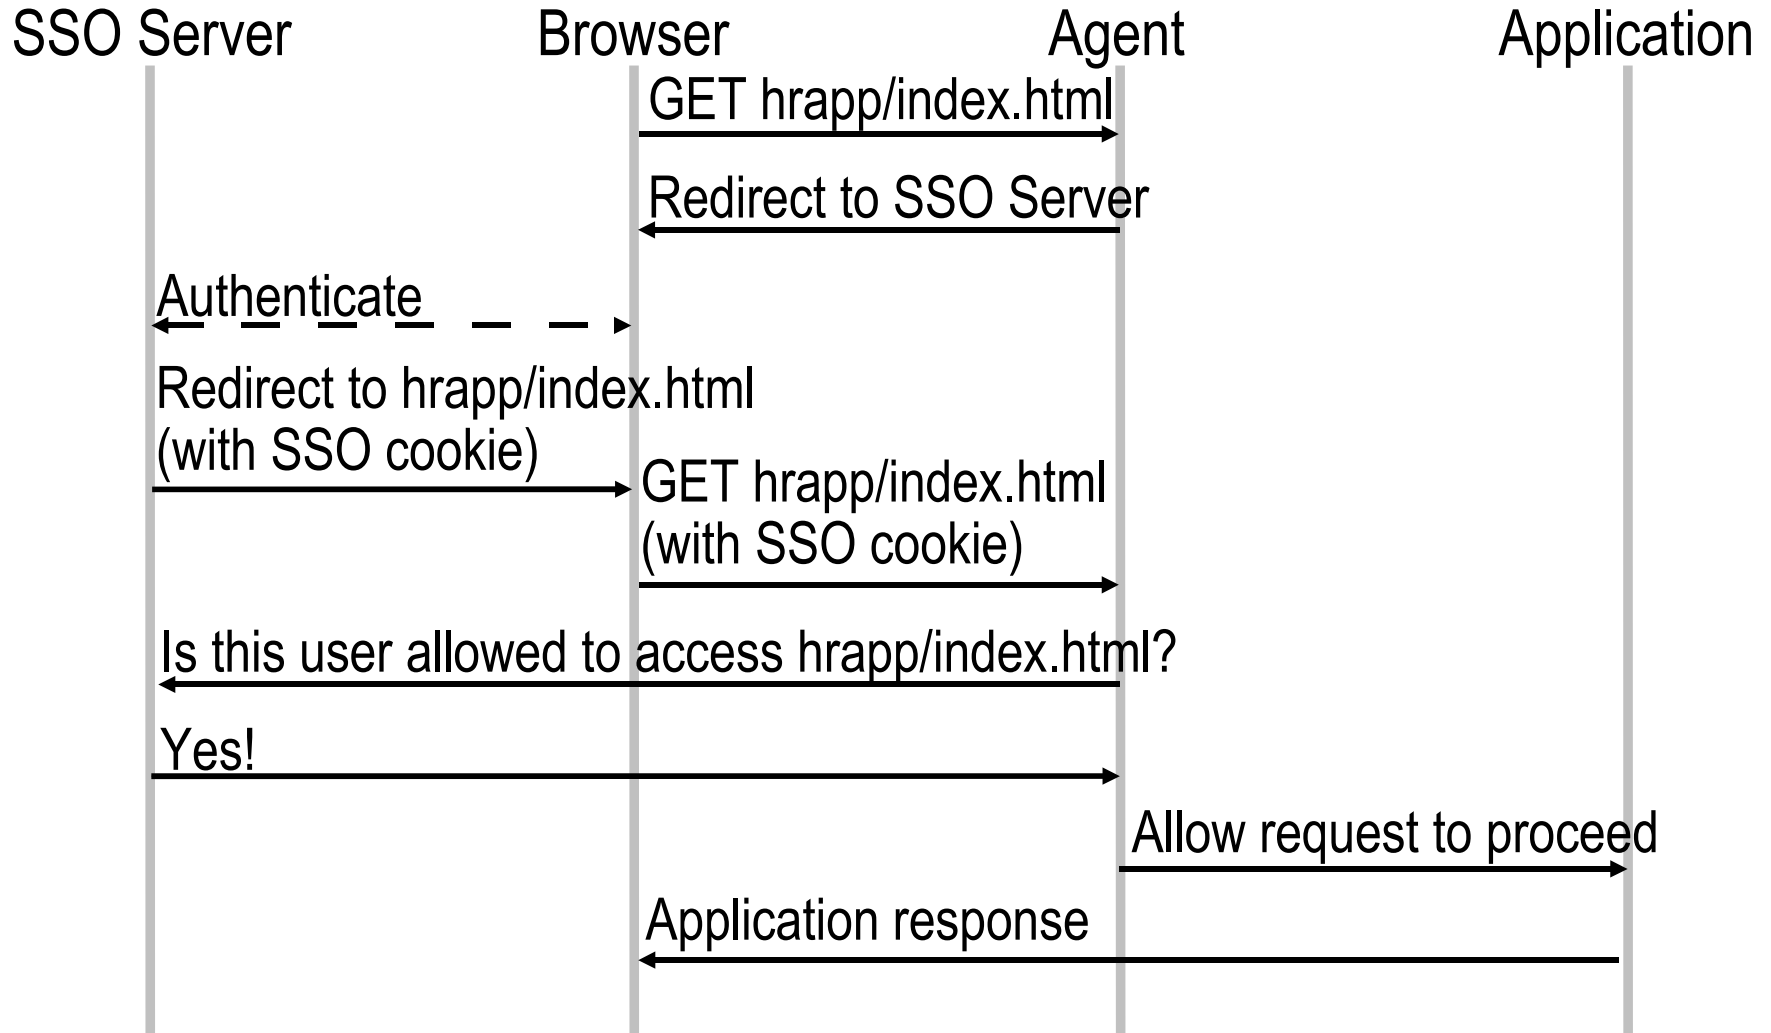 SSO Server
Browser
Agent
Application
GET hrapp/index.html
Redirect to SSO Server
Authenticate
Redirect to hrapp/index.html
(with SSO cookie)
GET hrapp/index.html
(with SSO cookie)
Is this user allowed to access hrapp/index.html?
Yes!
Allow request to proceed
Application response